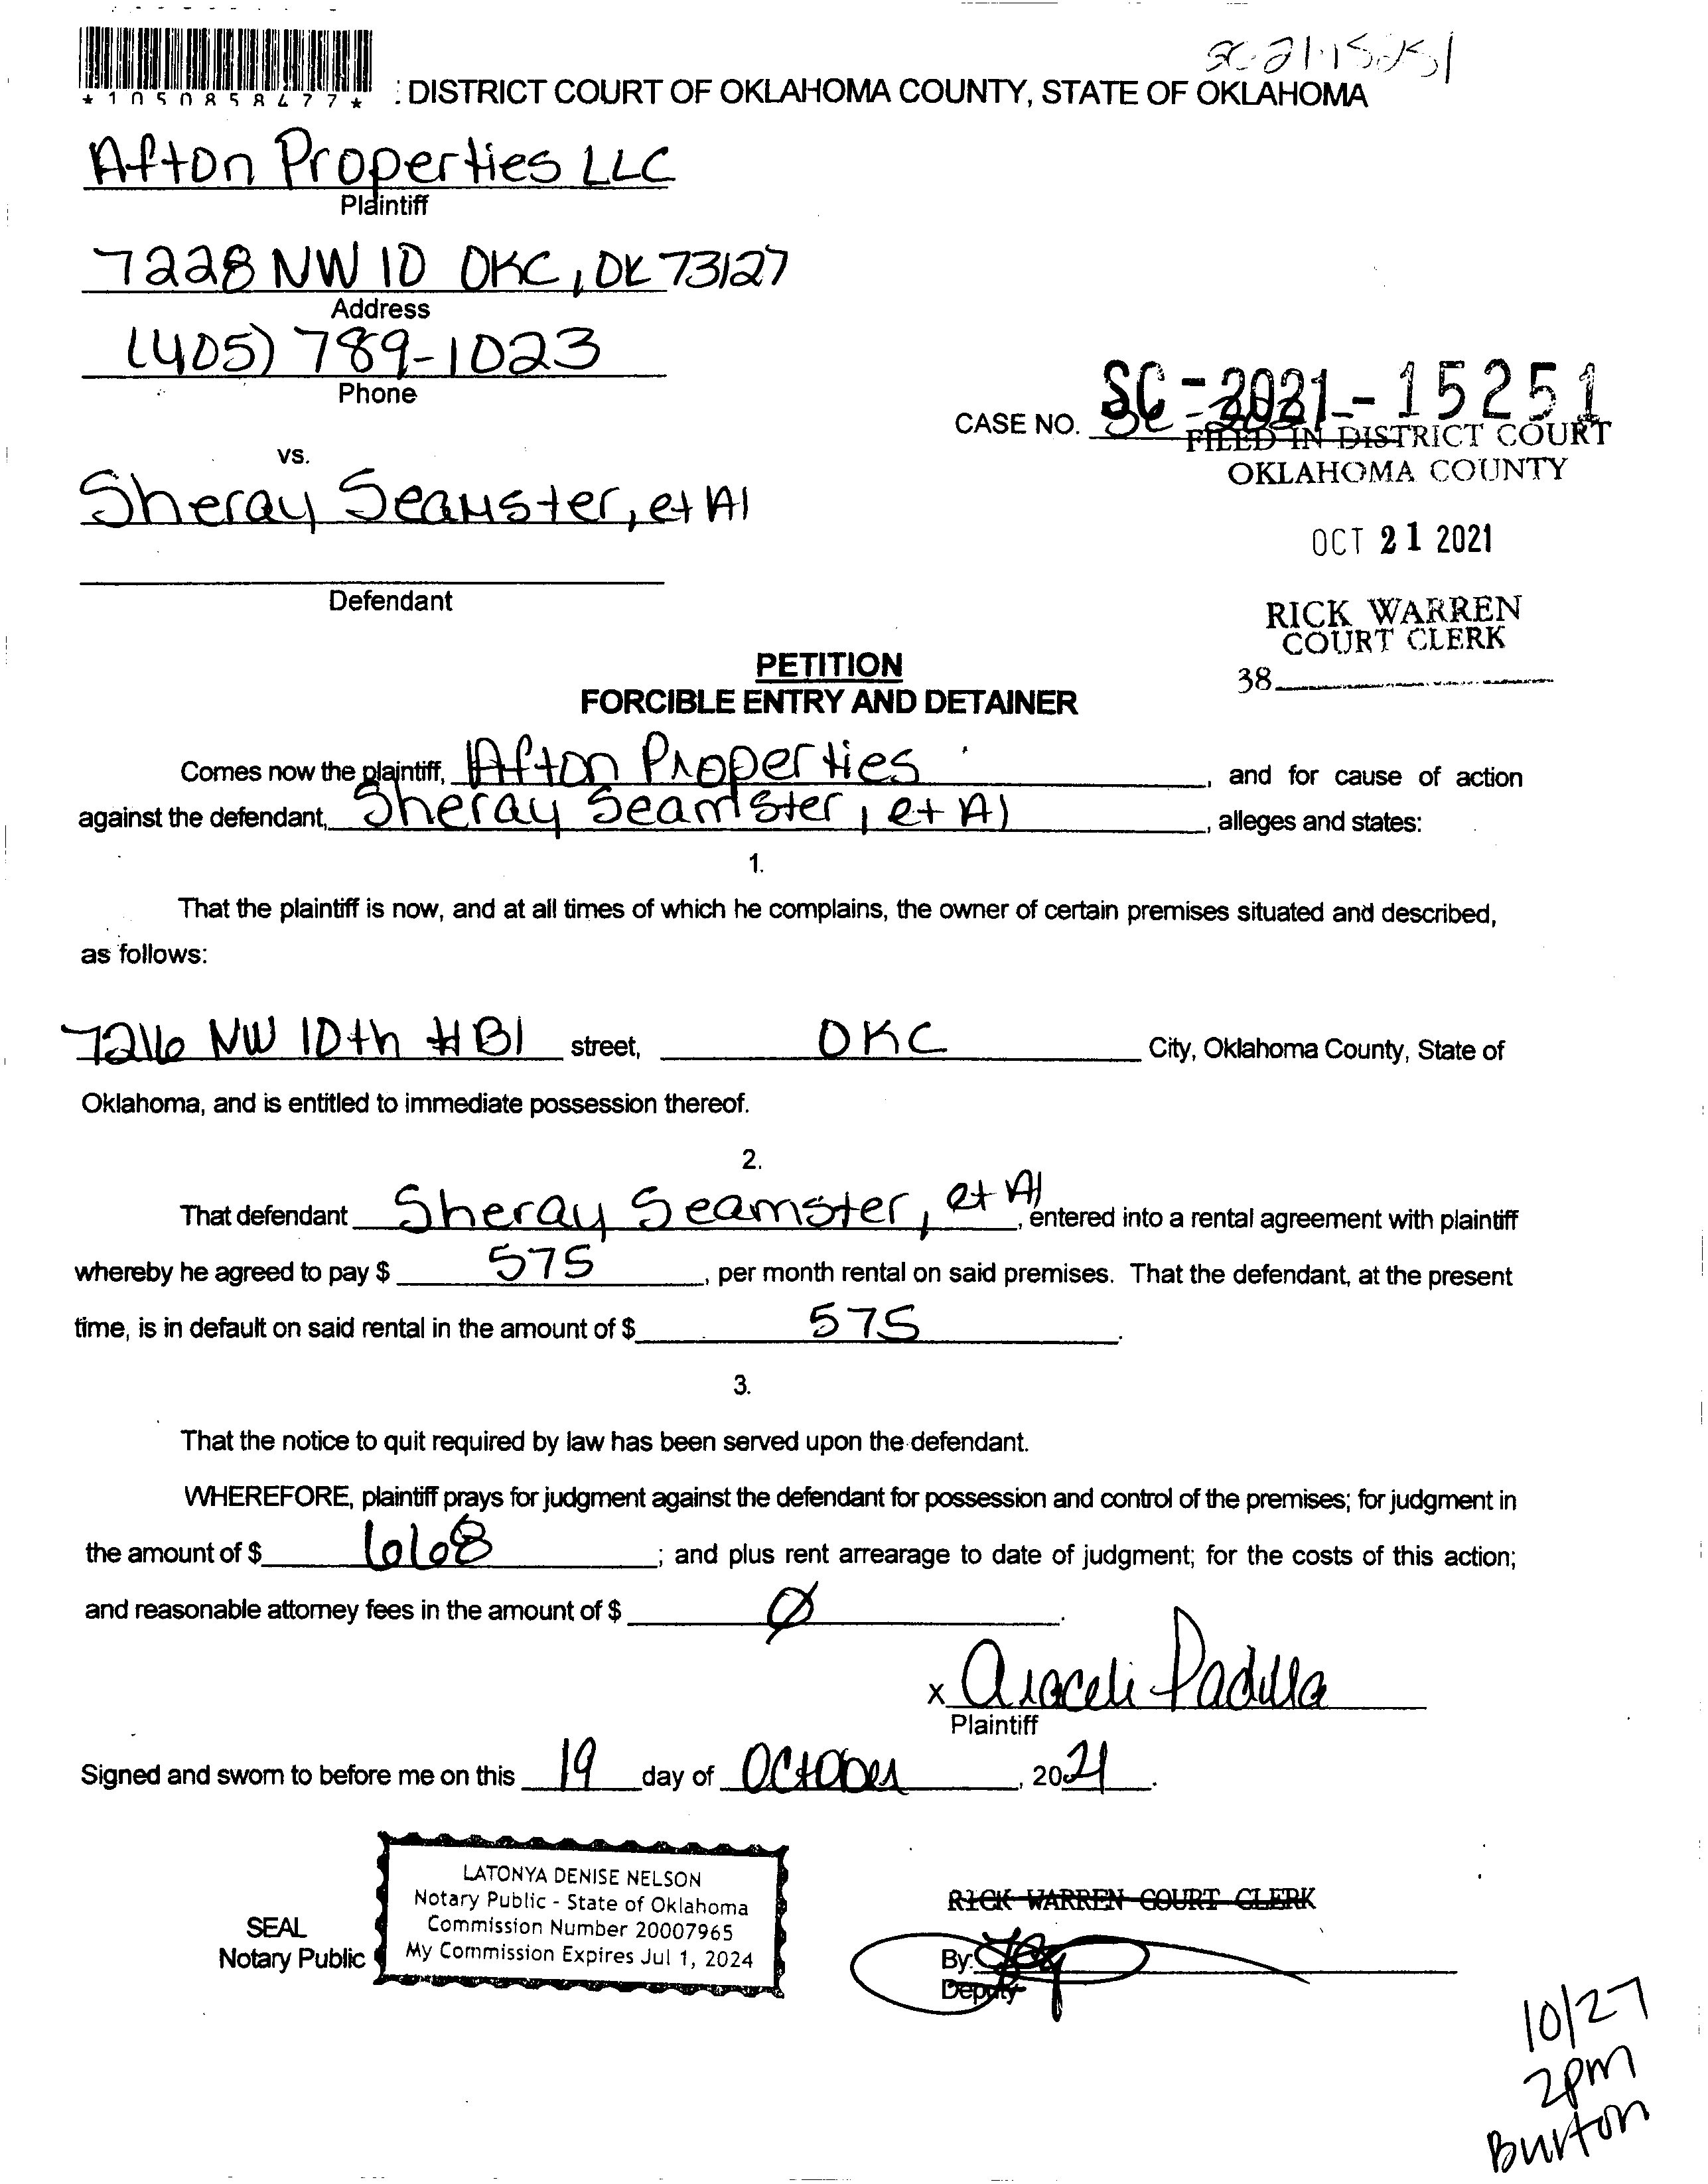 SC-21-15251
*1050858477*
: DISTRICT COURT OF OKLAHOMA COUNTY, STATE OF OKLAHOMA
Afton Properties LLC
Plaintiff
7228 NW 10 OKC, OK 73127
Address
(405) 789-1023
Phone
CASE NO. SC-2021-15251
FILED IN DISTRICT COURT
OKLAHOMA COUNTY
vs.
Sheray Seamster, et Al
OCT 21 2021
Defendant
RICK WARREN
COURT CLERK
38
PETITION
FORCIBLE ENTRY AND DETAINER
Comes now the plaintiff, Afton Properties, and for cause of action
against the defendant, Sheray Seamster, et Al, alleges and states:
1.
That the plaintiff is now, and at all times of which he complains, the owner of certain premises situated and described,
as follows:
7216 NW 10th #B1 street, OKC City, Oklahoma County, State of
Oklahoma, and is entitled to immediate possession thereof.
2.
That defendant Sheray Seamster, et Al, entered into a rental agreement with plaintiff
whereby he agreed to pay $ 575, per month rental on said premises. That the defendant, at the present
time, is in default on said rental in the amount of $ 575.
3.
That the notice to quit required by law has been served upon the defendant.
WHEREFORE, plaintiff prays for judgment against the defendant for possession and control of the premises; for judgment in
the amount of $ 668; and plus rent arrearage to date of judgment; for the costs of this action;
and reasonable attorney fees in the amount of $ Ø.
x Araceli Padilla
Plaintiff
Signed and sworn to before me on this 19 day of October, 2021.
LATONYA DENISE NELSON
Notary Public - State of Oklahoma
Commission Number 20007965
My Commission Expires Jul 1, 2024
SEAL
Notary Public
RICK WARREN COURT CLERK
By:
Deputy
10/27
2pm
Burton